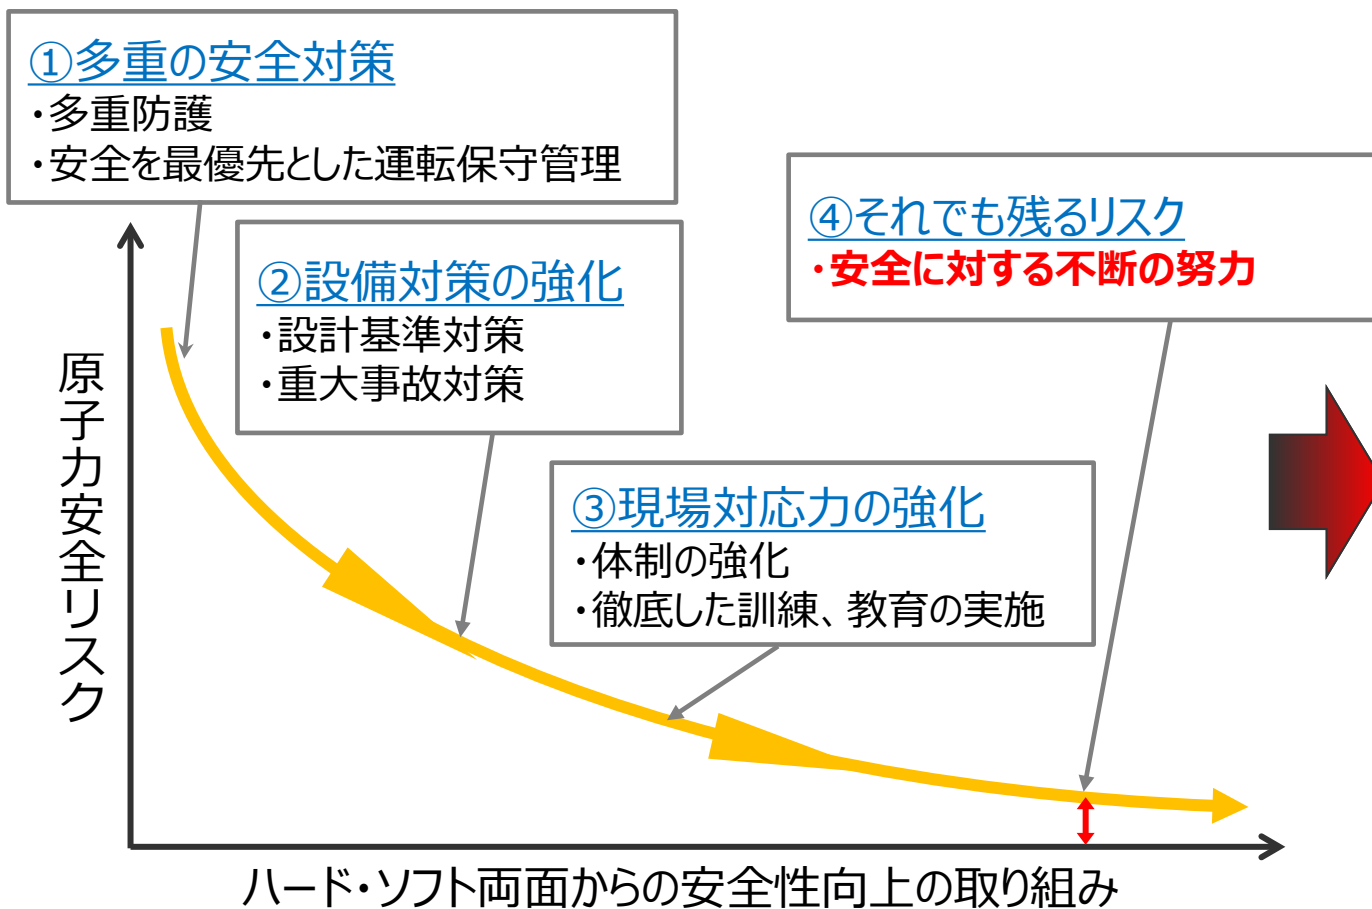 ①多重の安全対策
・多重防護
・安全を最優先とした運転保守管理
②設備対策の強化
・設計基準対策
・重大事故対策
③現場対応力の強化
・体制の強化
・徹底した訓練、教育の実施
④それでも残るリスク
・安全に対する不断の努力
原子力安全リスク
ハード・ソフト両面からの安全性向上の取り組み